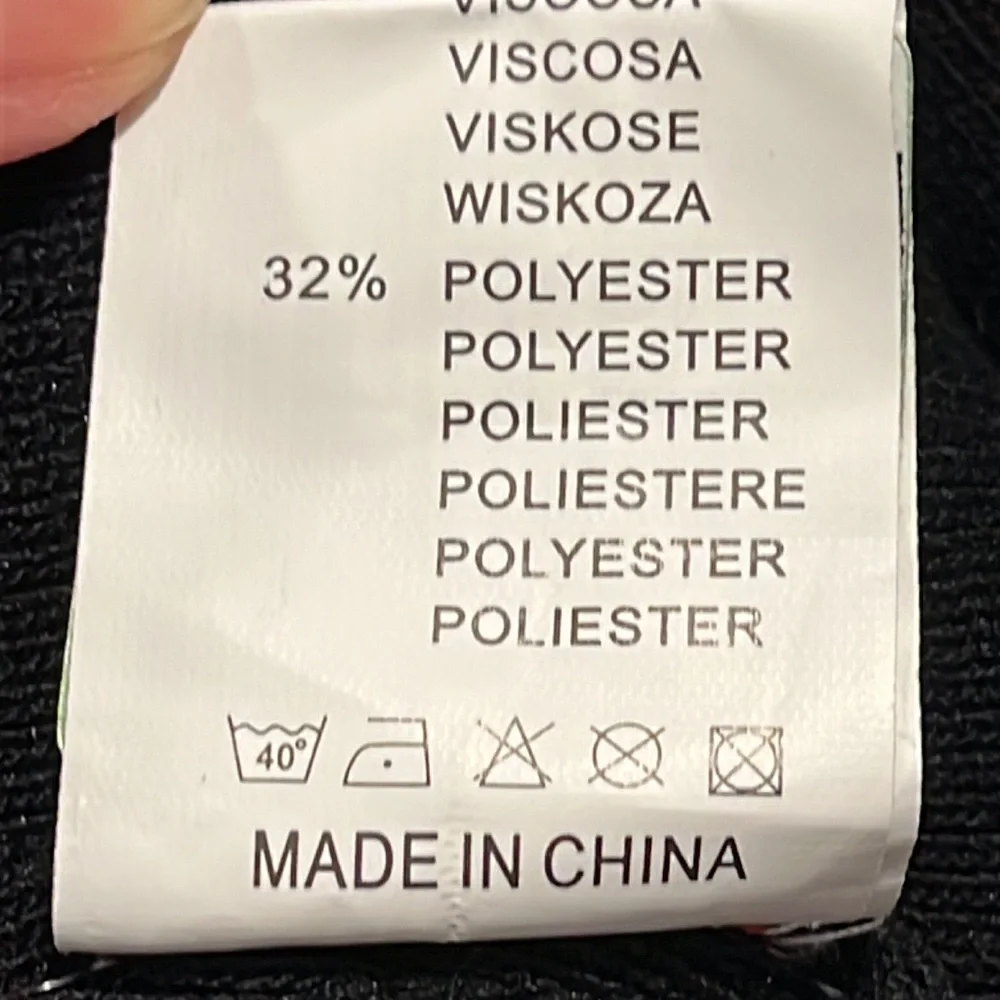 VISCOSA
VISKOSE
WISKOZA
32% POLYESTER
POLYESTER
POLIESTER
POLIESTERE
POLYESTER
POLIESTER
40°
MADE IN CHINA